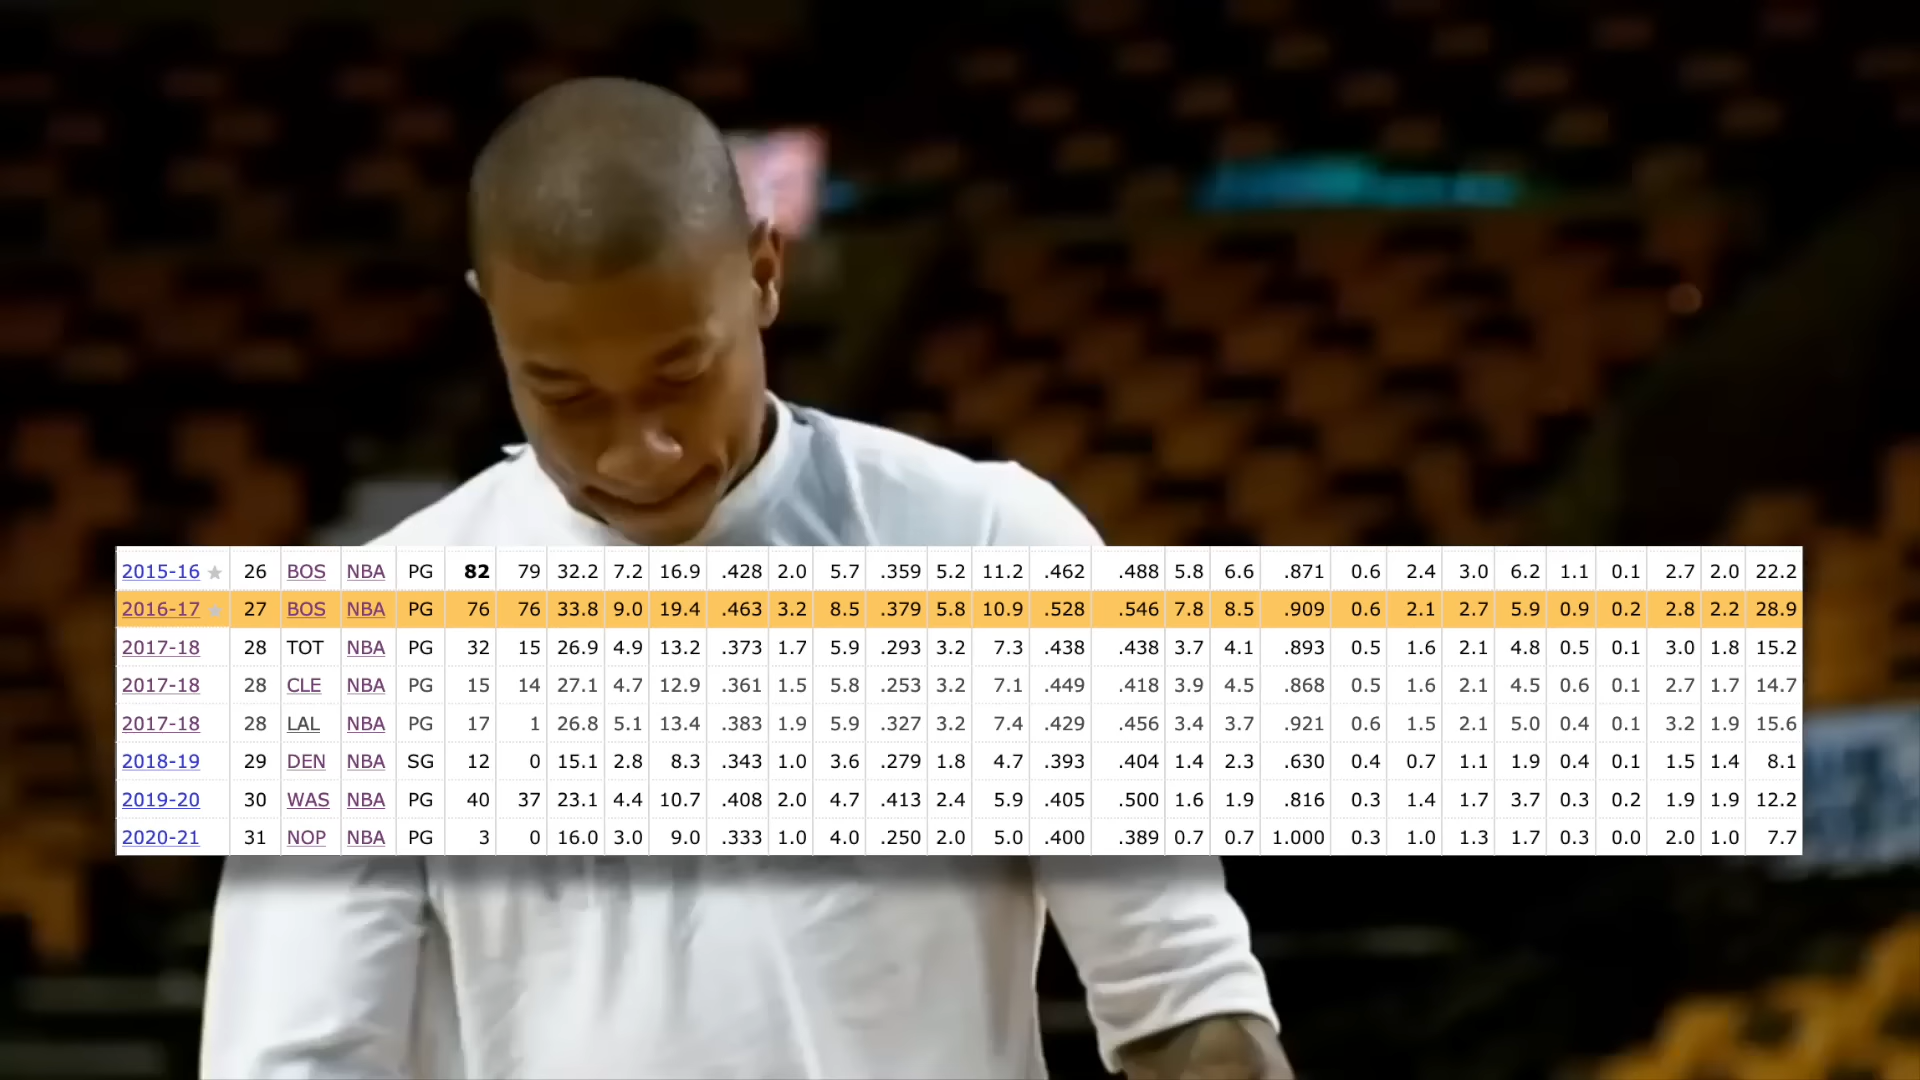 2015-16 ★ 26 BOS NBA PG 82 79 32.2 7.2 16.9 .428 2.0 5.7 .359 5.2 11.2 .462 .488 5.8 6.6 .871 0.6 2.4 3.0 6.2 1.1 0.1 2.7 2.0 22.2
2016-17 ★ 27 BOS NBA PG 76 76 33.8 9.0 19.4 .463 3.2 8.5 .379 5.8 10.9 .528 .546 7.8 8.5 .909 0.6 2.1 2.7 5.9 0.9 0.2 2.8 2.2 28.9
2017-18 28 TOT NBA PG 32 15 26.9 4.9 13.2 .373 1.7 5.9 .293 3.2 7.3 .438 .438 3.7 4.1 .893 0.5 1.6 2.1 4.8 0.5 0.1 3.0 1.8 15.2
2017-18 28 CLE NBA PG 15 14 27.1 4.7 12.9 .361 1.5 5.8 .253 3.2 7.1 .449 .418 3.9 4.5 .868 0.5 1.6 2.1 4.5 0.6 0.1 2.7 1.7 14.7
2017-18 28 LAL NBA PG 17 1 26.8 5.1 13.4 .383 1.9 5.9 .327 3.2 7.4 .429 .456 3.4 3.7 .921 0.6 1.5 2.1 5.0 0.4 0.1 3.2 1.9 15.6
2018-19 29 DEN NBA SG 12 0 15.1 2.8 8.3 .343 1.0 3.6 .279 1.8 4.7 .393 .404 1.4 2.3 .630 0.4 0.7 1.1 1.9 0.4 0.1 1.5 1.4 8.1
2019-20 30 WAS NBA PG 40 37 23.1 4.4 10.7 .408 2.0 4.7 .413 2.4 5.9 .405 .500 1.6 1.9 .816 0.3 1.4 1.7 3.7 0.3 0.2 1.9 1.9 12.2
2020-21 31 NOP NBA PG 3 0 16.0 3.0 9.0 .333 1.0 4.0 .250 2.0 5.0 .400 .389 0.7 0.7 1.000 0.3 1.0 1.3 1.7 0.3 0.0 2.0 1.0 7.7